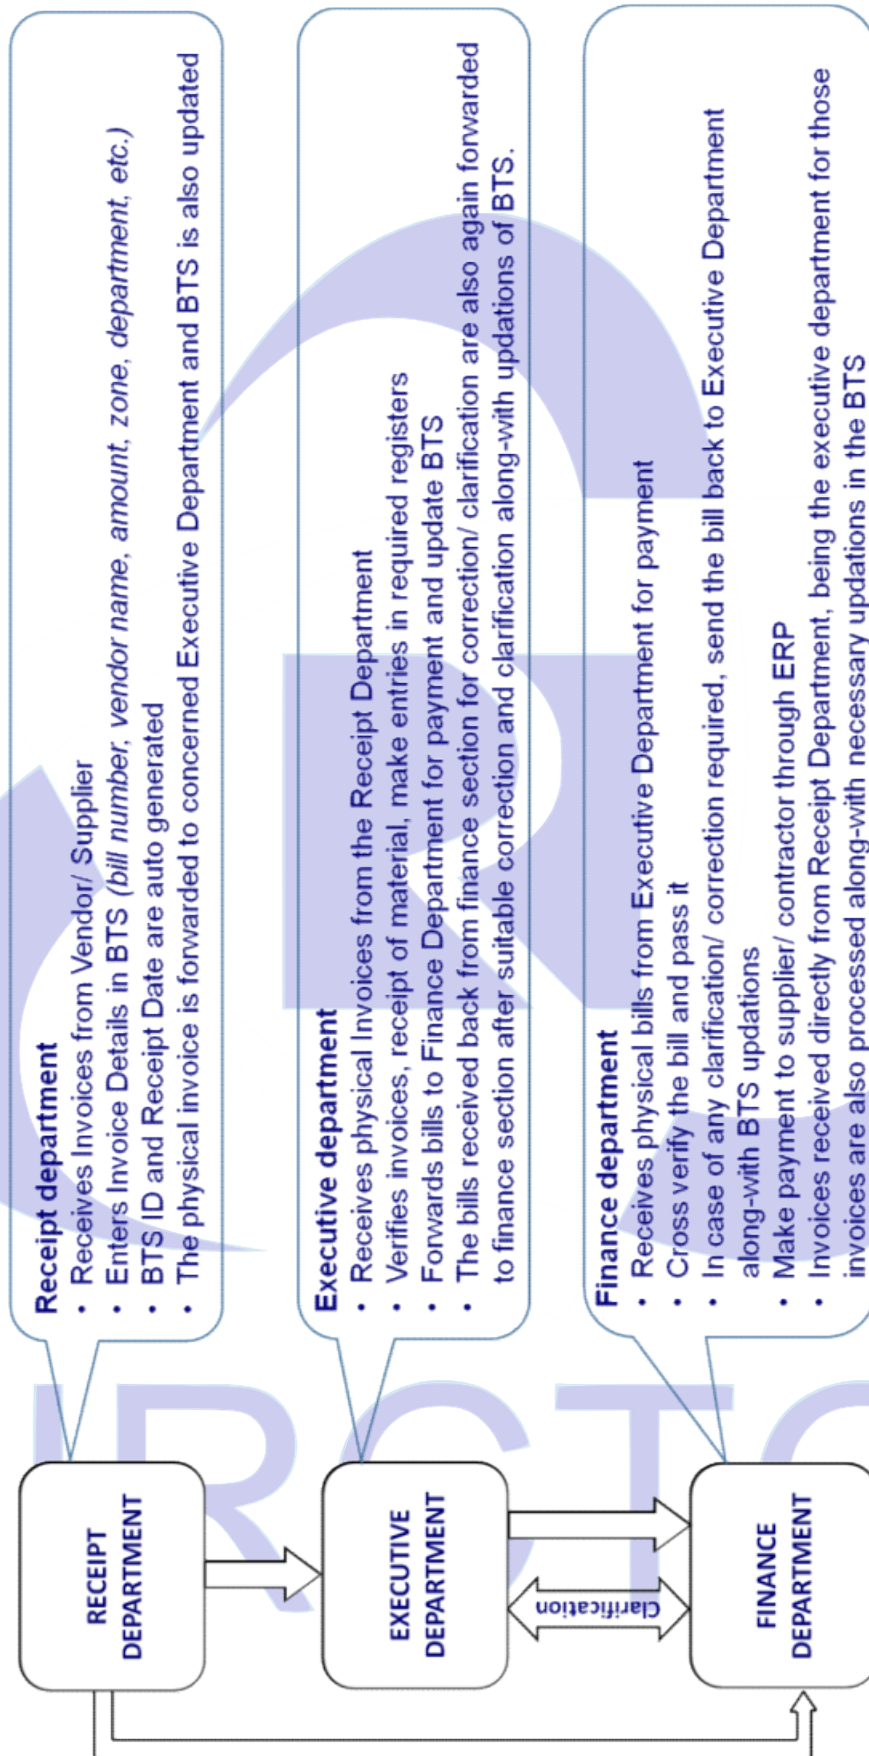 RECEIPT
DEPARTMENT
Receipt department
• Receives Invoices from Vendor/ Supplier
• Enters Invoice Details in BTS (bill number, vendor name, amount, zone, department, etc.)
• BTS ID and Receipt Date are auto generated
• The physical invoice is forwarded to concerned Executive Department and BTS is also updated
EXECUTIVE
DEPARTMENT
Executive department
• Receives physical Invoices from the Receipt Department
• Verifies invoices, receipt of material, make entries in required registers
• Forwards bills to Finance Department for payment and update BTS
• The bills received back from finance section for correction/ clarification are also again forwarded
to finance section after suitable correction and clarification along-with updations of BTS.
Clarification
FINANCE
DEPARTMENT
Finance department
• Receives physical bills from Executive Department for payment
• Cross verify the bill and pass it
• In case of any clarification/ correction required, send the bill back to Executive Department
along-with BTS updations
• Make payment to supplier/ contractor through ERP
• Invoices received directly from Receipt Department, being the executive department for those
invoices are also processed along-with necessary updations in the BTS
IRCTC